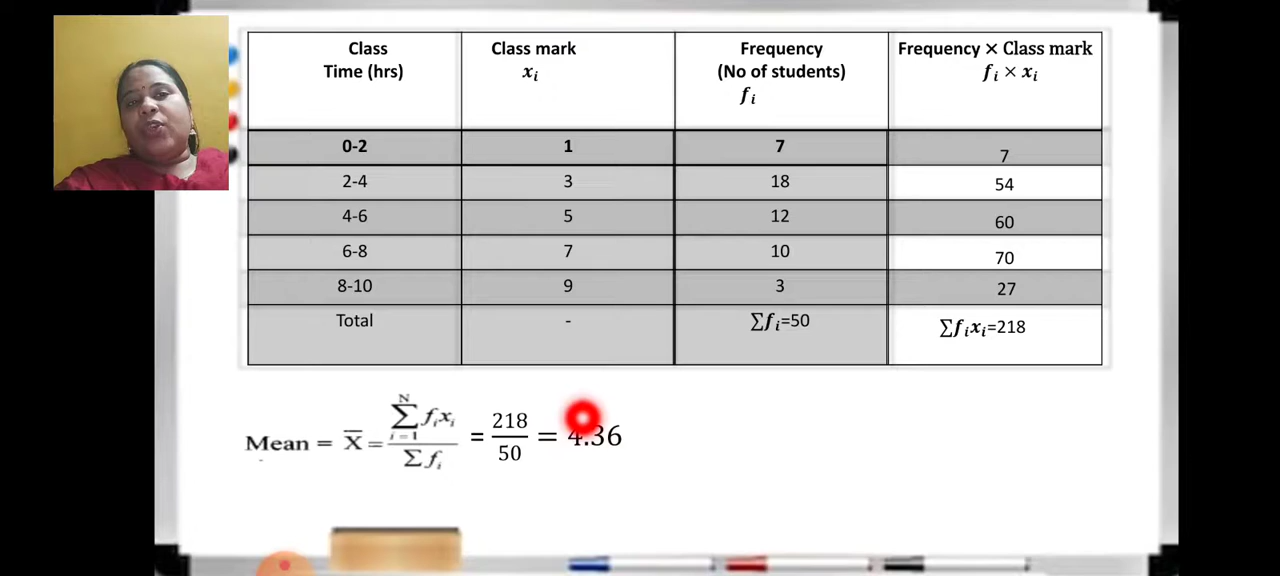 Class
Time (hrs)
Class mark
xᵢ
Frequency
(No of students)
fᵢ
Frequency × Class mark
fᵢ × xᵢ
0-2 1 7 7
2-4 3 18 54
4-6 5 12 60
6-8 7 10 70
8-10 9 3 27
Total - ∑fᵢ=50 ∑fᵢxᵢ=218
Mean = X̄ = ∑ᵢ₌₁ᴺ fᵢxᵢ / ∑ fᵢ = 218/50 = 4.36